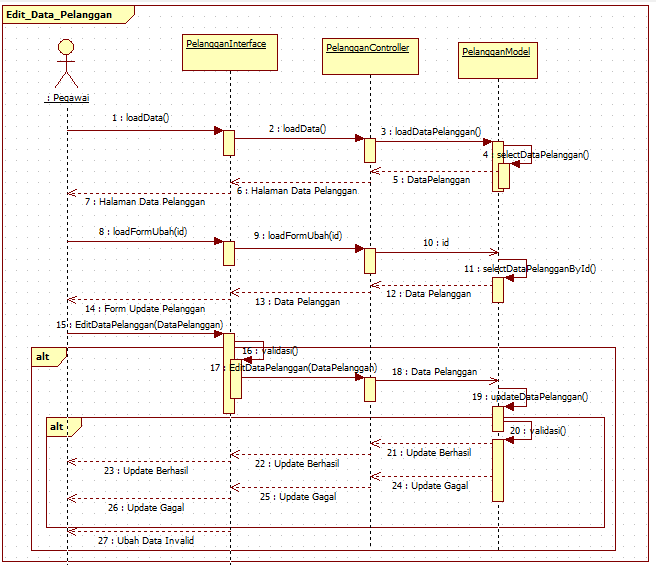 Edit_Data_Pelanggan
PelangganInterface
PelangganController
PelangganModel
: Pegawai
1 : loadData()
2 : loadData()
3 : loadDataPelanggan()
4 : selectDataPelanggan()
5 : DataPelanggan
6 : Halaman Data Pelanggan
7 : Halaman Data Pelanggan
8 : loadFormUbah(id)
9 : loadFormUbah(id)
10 : id
11 : selectDataPelangganById()
12 : Data Pelanggan
13 : Data Pelanggan
14 : Form Update Pelanggan
15 : EditDataPelanggan(DataPelanggan)
alt
16 : validasi()
17 : EditDataPelanggan(DataPelanggan)
18 : Data Pelanggan
19 : updateDataPelanggan()
alt
20 : validasi()
21 : Update Berhasil
22 : Update Berhasil
23 : Update Berhasil
24 : Update Gagal
25 : Update Gagal
26 : Update Gagal
27 : Ubah Data Invalid